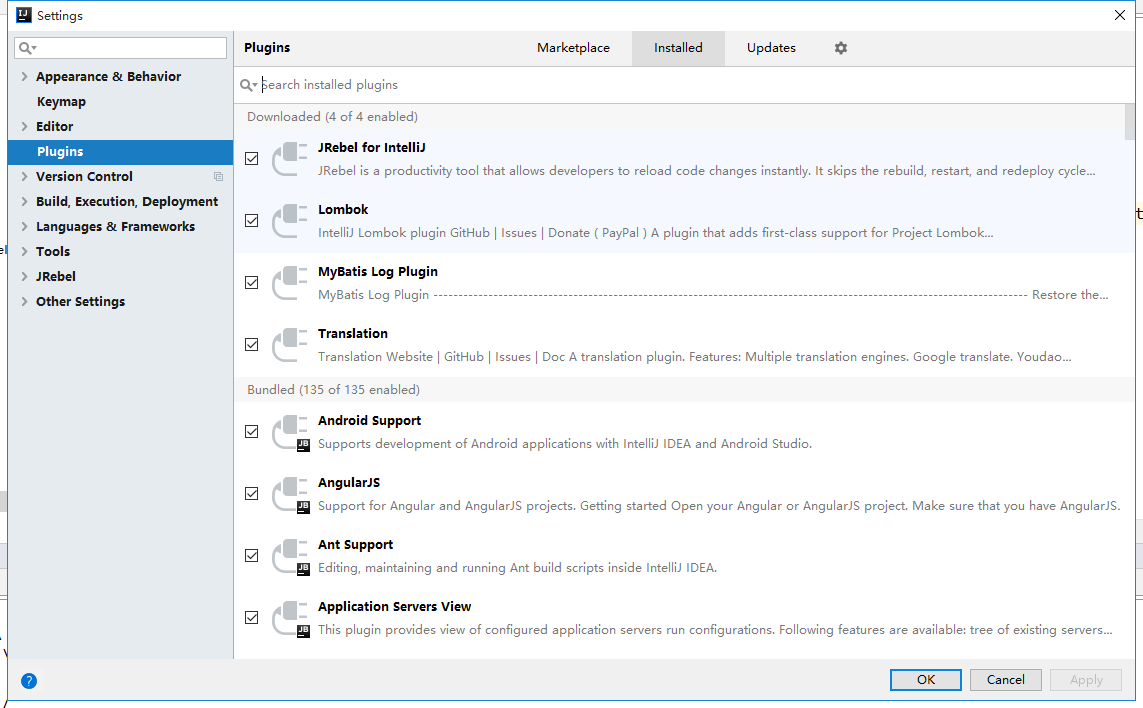 Settings
Plugins
Marketplace
Installed
Updates
Appearance & Behavior
Keymap
Editor
Plugins
Version Control
Build, Execution, Deployment
Languages & Frameworks
Tools
JRebel
Other Settings
Search installed plugins
Downloaded (4 of 4 enabled)
JRebel for IntelliJ
JRebel is a productivity tool that allows developers to reload code changes instantly. It skips the rebuild, restart, and redeploy cycle...
Lombok
IntelliJ Lombok plugin GitHub | Issues | Donate ( PayPal ) A plugin that adds first-class support for Project Lombok...
MyBatis Log Plugin
MyBatis Log Plugin ------------------------------------------------------------------------------------------------------ Restore the...
Translation
Translation Website | GitHub | Issues | Doc A translation plugin. Features: Multiple translation engines. Google translate. Youdao...
Bundled (135 of 135 enabled)
Android Support
Supports development of Android applications with IntelliJ IDEA and Android Studio.
AngularJS
Support for Angular and AngularJS projects. Getting started Open your Angular or AngularJS project. Make sure that you have AngularJS.
Ant Support
Editing, maintaining and running Ant build scripts inside IntelliJ IDEA.
Application Servers View
This plugin provides view of configured application servers run configurations. Following features are available: tree of existing servers...
?
OK
Cancel
Apply